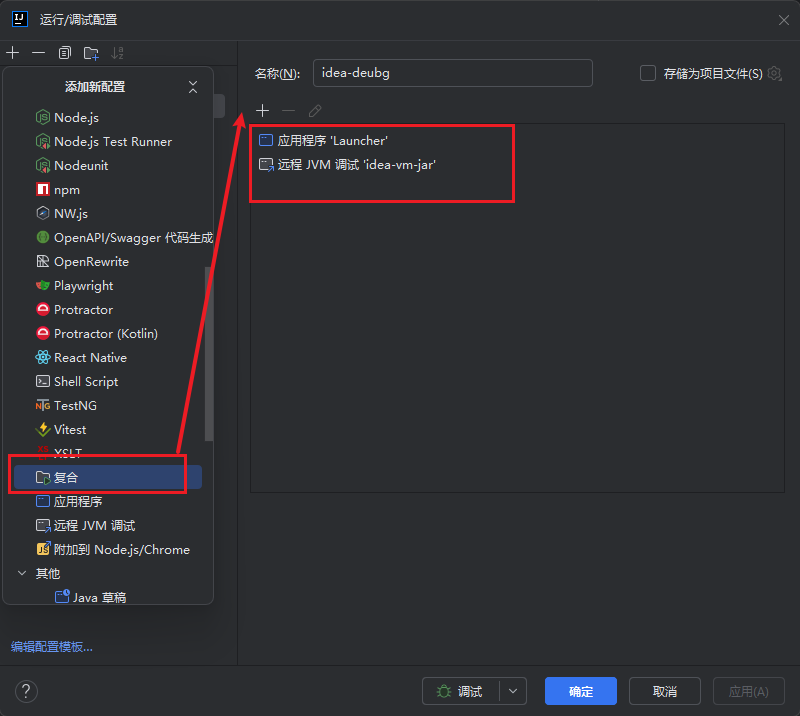 运行/调试配置
添加新配置
Node.js
Node.js Test Runner
Nodeunit
npm
NW.js
OpenAPI/Swagger 代码生成
OpenRewrite
Playwright
Protractor
Protractor (Kotlin)
React Native
Shell Script
TestNG
Vitest
XSLT
复合
应用程序
远程 JVM 调试
附加到 Node.js/Chrome
其他
Java 草稿
编辑配置模板...
名称(N):
idea-deubg
存储为项目文件(S)
应用程序 'Launcher'
远程 JVM 调试 'idea-vm-jar'
?
调试
确定
取消
应用(A)